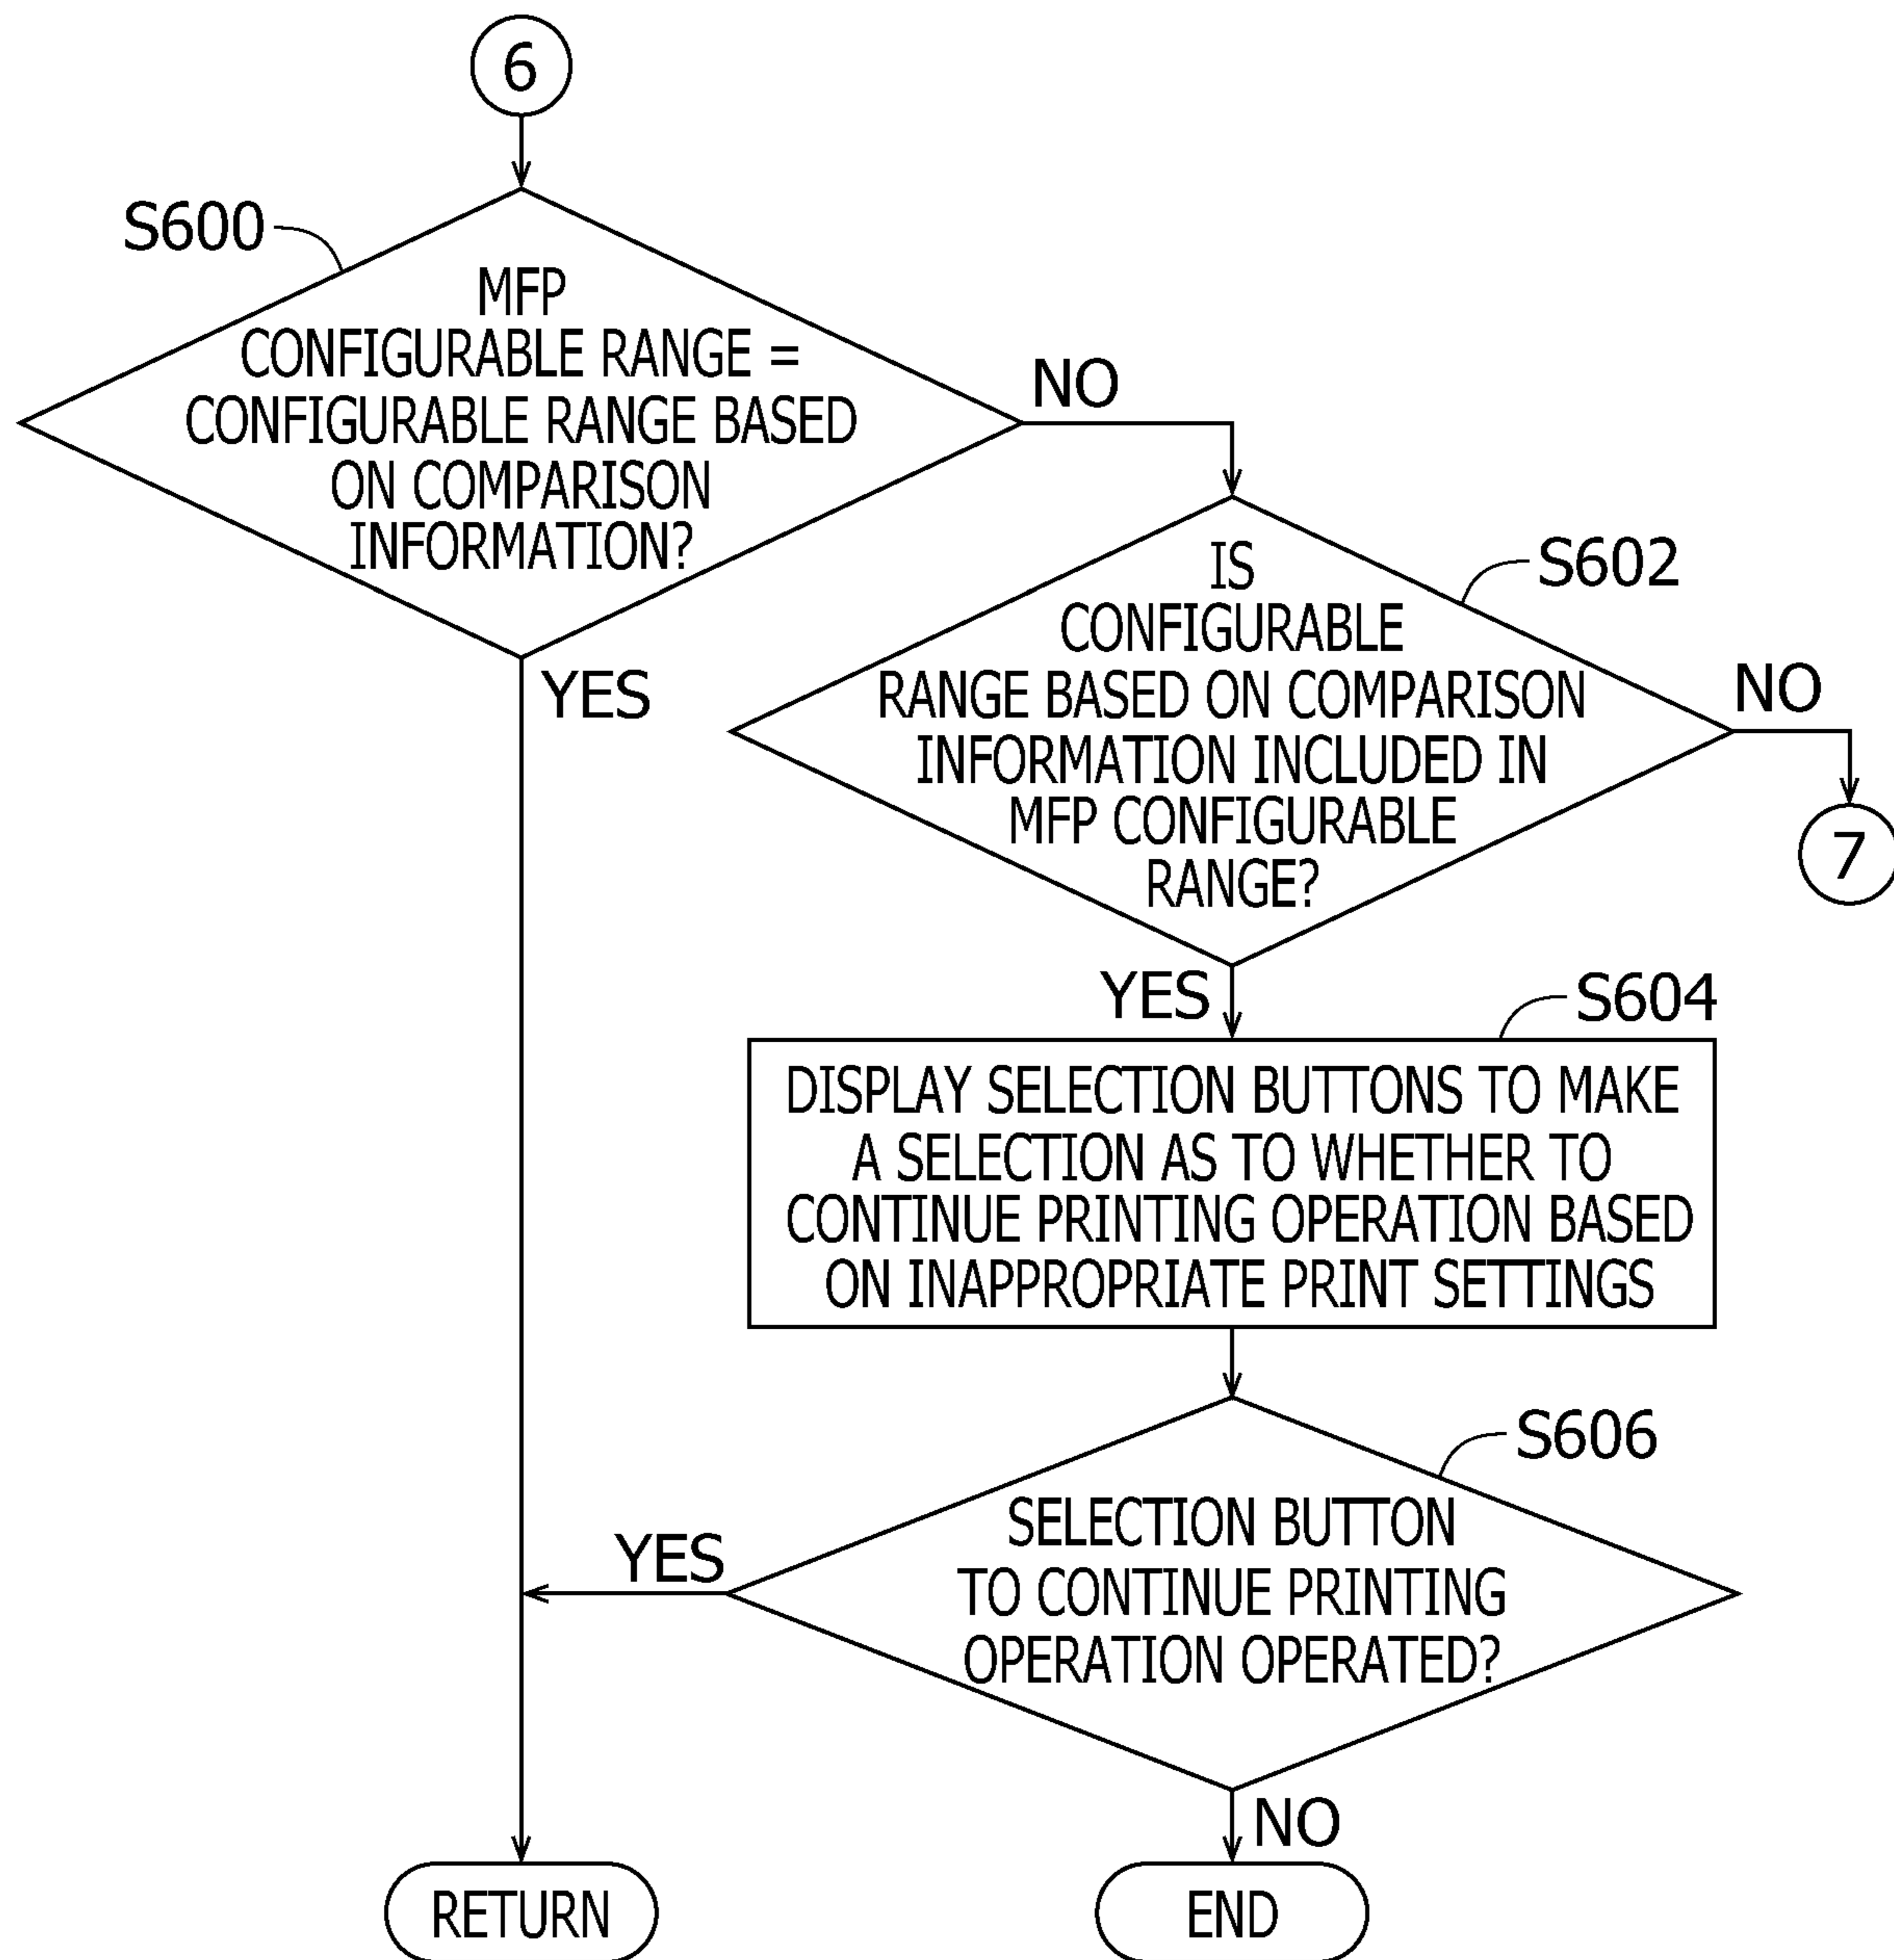 6
S600
MFP
CONFIGURABLE RANGE =
CONFIGURABLE RANGE BASED
ON COMPARISON
INFORMATION?
NO
YES
S602
IS
CONFIGURABLE
RANGE BASED ON COMPARISON
INFORMATION INCLUDED IN
MFP CONFIGURABLE
RANGE?
NO
7
YES
S604
DISPLAY SELECTION BUTTONS TO MAKE
A SELECTION AS TO WHETHER TO
CONTINUE PRINTING OPERATION BASED
ON INAPPROPRIATE PRINT SETTINGS
S606
SELECTION BUTTON
TO CONTINUE PRINTING
OPERATION OPERATED?
YES
NO
RETURN
END